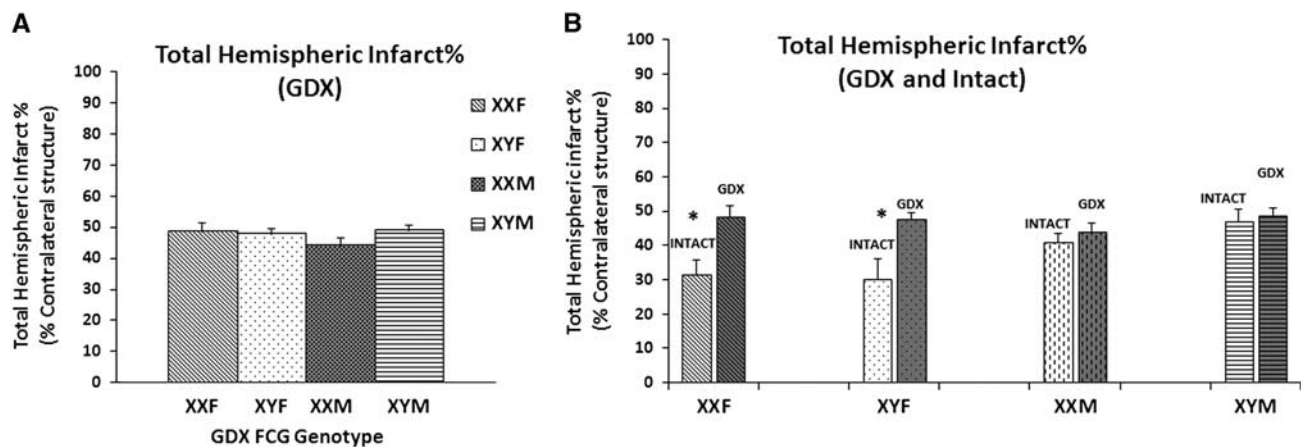 A
Total Hemispheric Infarct%
(GDX)
Total Hemispheric Infarct %
(% Contralateral structure)
100
90
80
70
60
50
40
30
20
10
0
XXF
XYF
XXM
XYM
XXF XYF XXM XYM
GDX FCG Genotype
B
Total Hemispheric Infarct%
(GDX and Intact)
Total Hemispheric infarct %
(% Contralateral structure)
100
90
80
70
60
50
40
30
20
10
0
* INTACT GDX
* INTACT GDX
INTACT GDX
INTACT GDX
XXF XYF XXM XYM